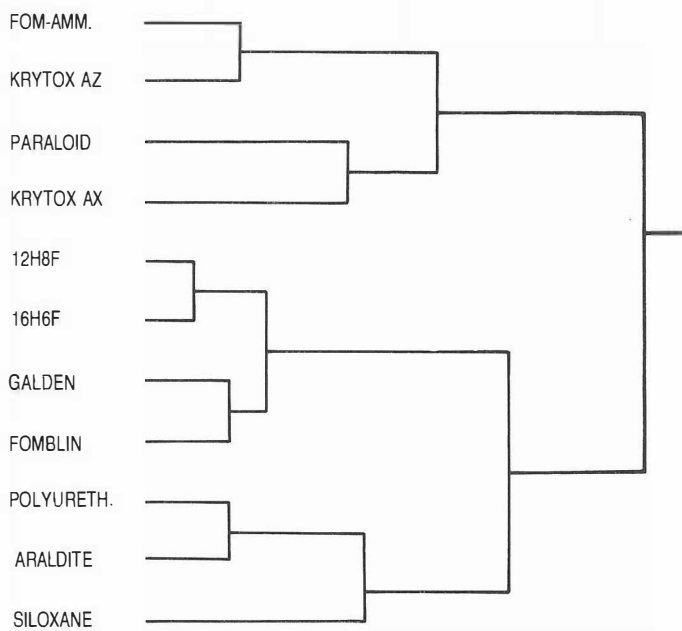 FOM-AMM.
KRYTOX AZ
PARALOID
KRYTOX AX
12H8F
16H6F
GALDEN
FOMBLIN
POLYURETH.
ARALDITE
SILOXANE